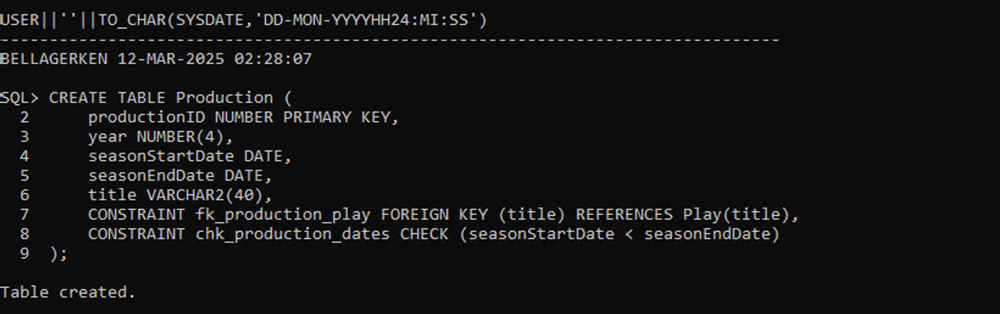 USER||''||TO_CHAR(SYSDATE,'DD-MON-YYYYHH24:MI:SS')
--------------------------------------------------------------------------------
BELLAGERKEN 12-MAR-2025 02:28:07
SQL> CREATE TABLE Production (
  2      productionID NUMBER PRIMARY KEY,
  3      year NUMBER(4),
  4      seasonStartDate DATE,
  5      seasonEndDate DATE,
  6      title VARCHAR2(40),
  7      CONSTRAINT fk_production_play FOREIGN KEY (title) REFERENCES Play(title),
  8      CONSTRAINT chk_production_dates CHECK (seasonStartDate < seasonEndDate)
  9  );
Table created.